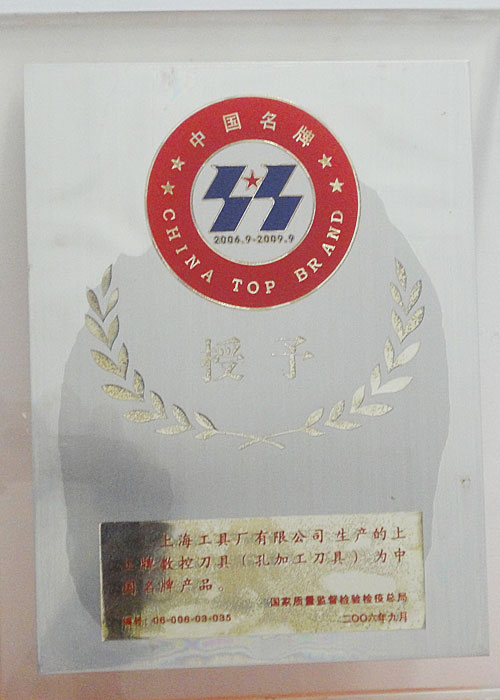 中国名牌
2006.9-2009.9
CHINA TOP BRAND
授予
上海工具厂有限公司生产的上
工牌数控刀具(孔加工刀具)为中
国名牌产品。
国家质量监督检验检疫总局
编号:06-006-03-035
二〇〇六年九月